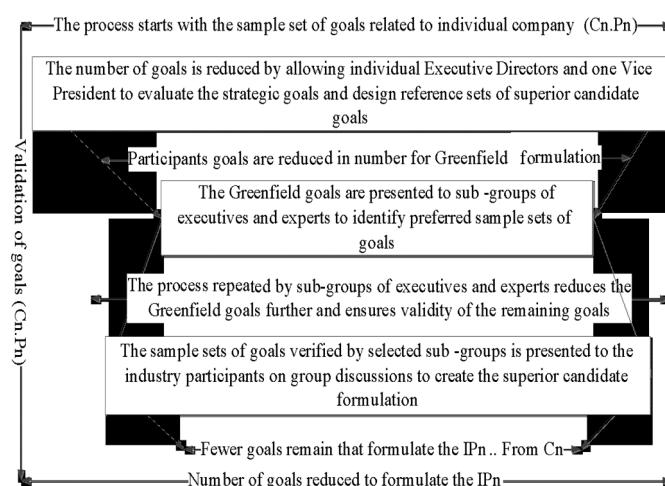 The process starts with the sample set of goals related to individual company (Cn.Pn)
The number of goals is reduced by allowing individual Executive Directors and one Vice
President to evaluate the strategic goals and design reference sets of superior candidate
goals
Participants goals are reduced in number for Greenfield formulation
The Greenfield goals are presented to sub -groups of
executives and experts to identify preferred sample sets of
goals
Validation of goals (Cn.Pn)
The process repeated by sub-groups of executives and experts reduces the
Greenfield goals further and ensures validity of the remaining goals
The sample sets of goals verified by selected sub -groups is presented to the
industry participants on group discussions to create the superior candidate
formulation
Fewer goals remain that formulate the IPn .. From Cn
Number of goals reduced to formulate the IPn